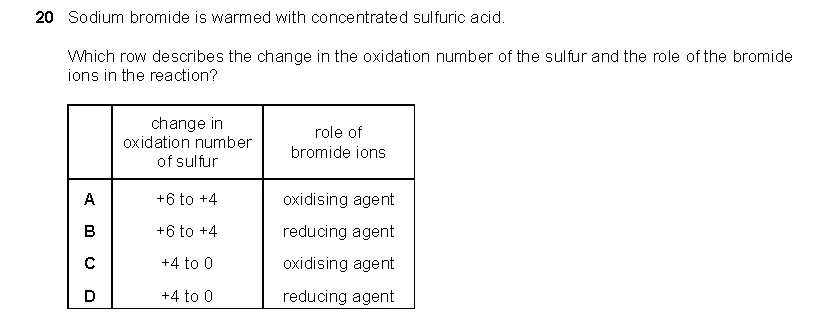 20 Sodium bromide is warmed with concentrated sulfuric acid.
Which row describes the change in the oxidation number of the sulfur and the role of the bromide
ions in the reaction?
change in
oxidation number
of sulfur
role of
bromide ions
A +6 to +4 oxidising agent
B +6 to +4 reducing agent
C +4 to 0 oxidising agent
D +4 to 0 reducing agent